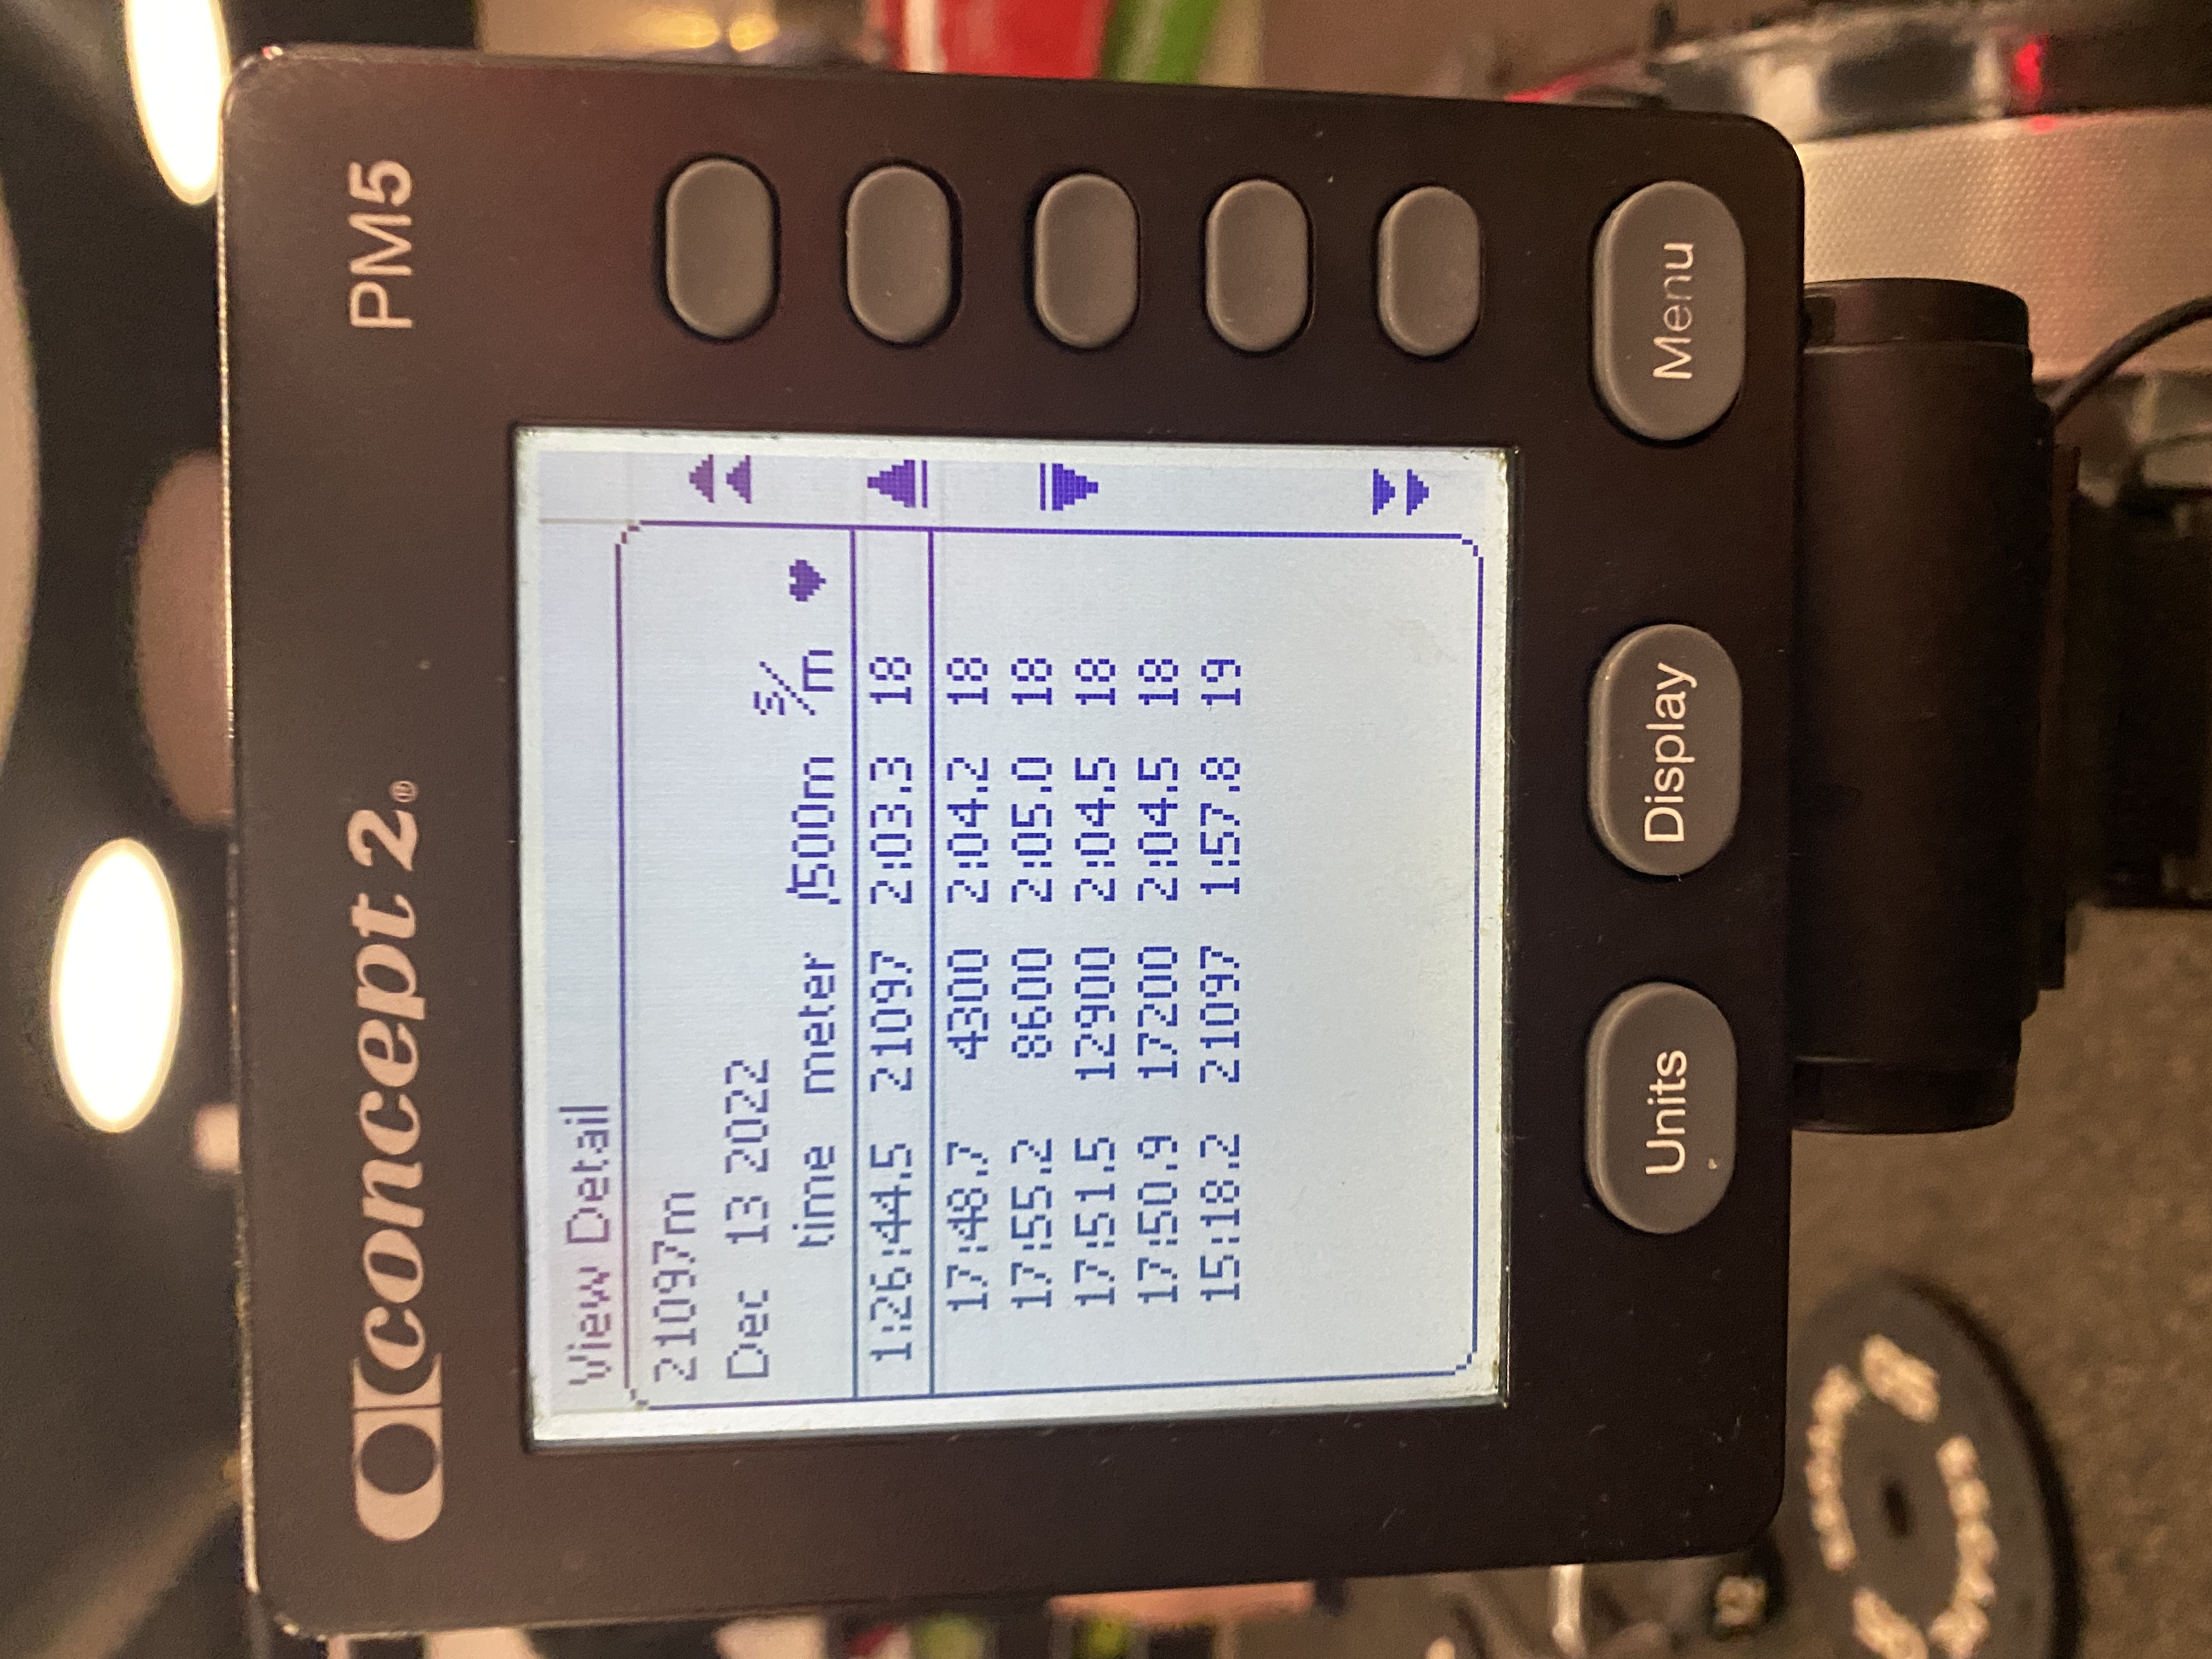 concept 2® PM5
View Detail
21097m
Dec 13 2022
time meter /500m s/m
1:26:44.5 21097 2:03.3 18
17:48.7 4300 2:04.2 18
17:55.2 8600 2:05.0 18
17:51.5 12900 2:04.5 18
17:50.9 17200 2:04.5 18
15:18.2 21097 1:57.8 19
Units Display Menu